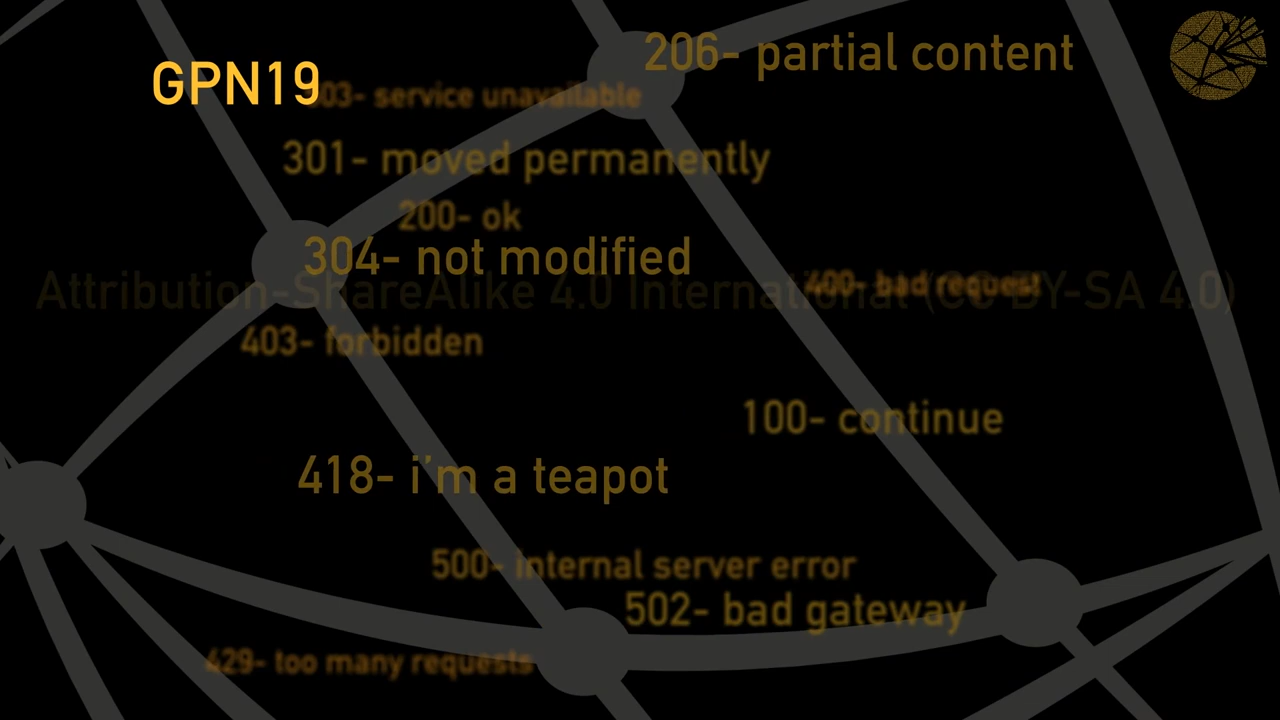 206- partial content
GPN19
503- service unavailable
301- moved permanently
200- ok
304- not modified
400- bad request
Attribution-ShareAlike 4.0 International (CC BY-SA 4.0)
403- forbidden
100- continue
418- i'm a teapot
500- internal server error
502- bad gateway
429- too many requests